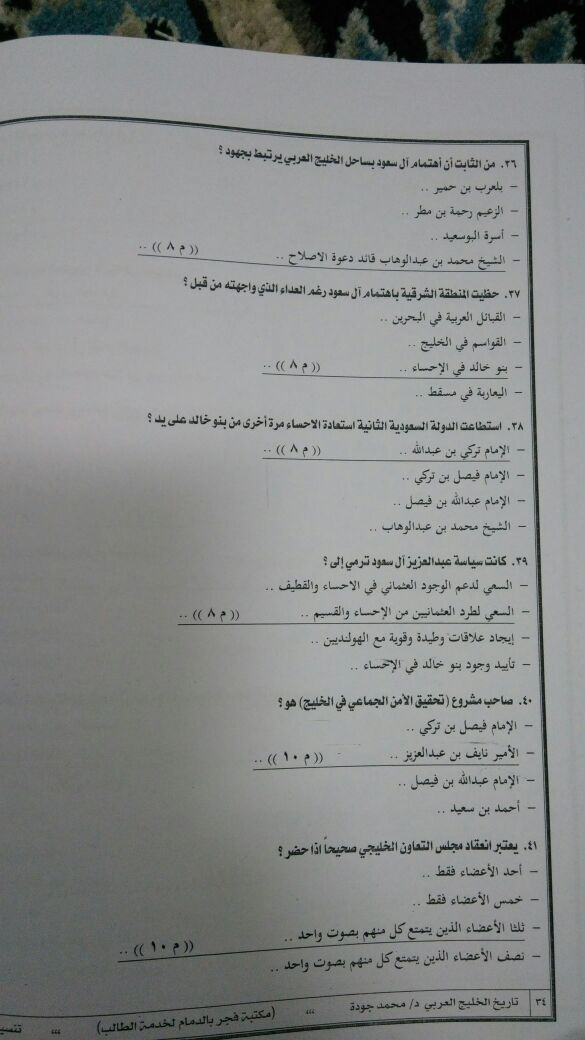 ٣٦. من الثابت أن أهتمام آل سعود بساحل الخليج العربي يرتبط بجهود ؟
– بلعرب بن حمير ..
– الزعيم رحمة بن مطر ..
– أسرة البوسعيد ..
– الشيخ محمد بن عبدالوهاب قائد دعوة الاصلاح .. (( م ٨ )) ..
٣٧. حظيت المنطقة الشرقية باهتمام آل سعود رغم العداء الذي واجهته من قبل ؟
– القبائل العربية في البحرين ..
– القواسم في الخليج ..
– بنو خالد في الإحساء .. (( م ٨ )) ..
– اليعاربة في مسقط ..
٣٨. استطاعت الدولة السعودية الثانية استعادة الاحساء مرة أخرى من بنو خالد على يد ؟
– الإمام تركي بن عبدالله .. (( م ٨ )) ..
– الإمام فيصل بن تركي ..
– الإمام عبدالله بن فيصل ..
– الشيخ محمد بن عبدالوهاب ..
٣٩. كانت سياسة عبدالعزيز آل سعود ترمي إلى ؟
– السعي لدعم الوجود العثماني في الاحساء والقطيف ..
– السعي لطرد العثمانيين من الإحساء والقسيم .. (( م ٨ )) ..
– إيجاد علاقات وطيدة وقوية مع الهولنديين ..
– تأييد وجود بنو خالد في الإحساء ..
٤٠. صاحب مشروع (تحقيق الأمن الجماعي في الخليج) هو ؟
– الإمام فيصل بن تركي ..
– الأمير نايف بن عبدالعزيز .. (( م ١٠ )) ..
– الإمام عبدالله بن فيصل ..
– أحمد بن سعيد ..
٤١. يعتبر انعقاد مجلس التعاون الخليجي صحيحاً اذا حضر ؟
– أحد الأعضاء فقط ..
– خمس الأعضاء فقط ..
– ثلثا الأعضاء الذين يتمتع كل منهم بصوت واحد .. (( م ١٠ )) ..
– نصف الأعضاء الذين يتمتع كل منهم بصوت واحد ..
٣٤ تاريخ الخليج العربي د/ محمد جودة ،،، (مكتبة فجر بالدمام لخدمة الطالب) ،،،